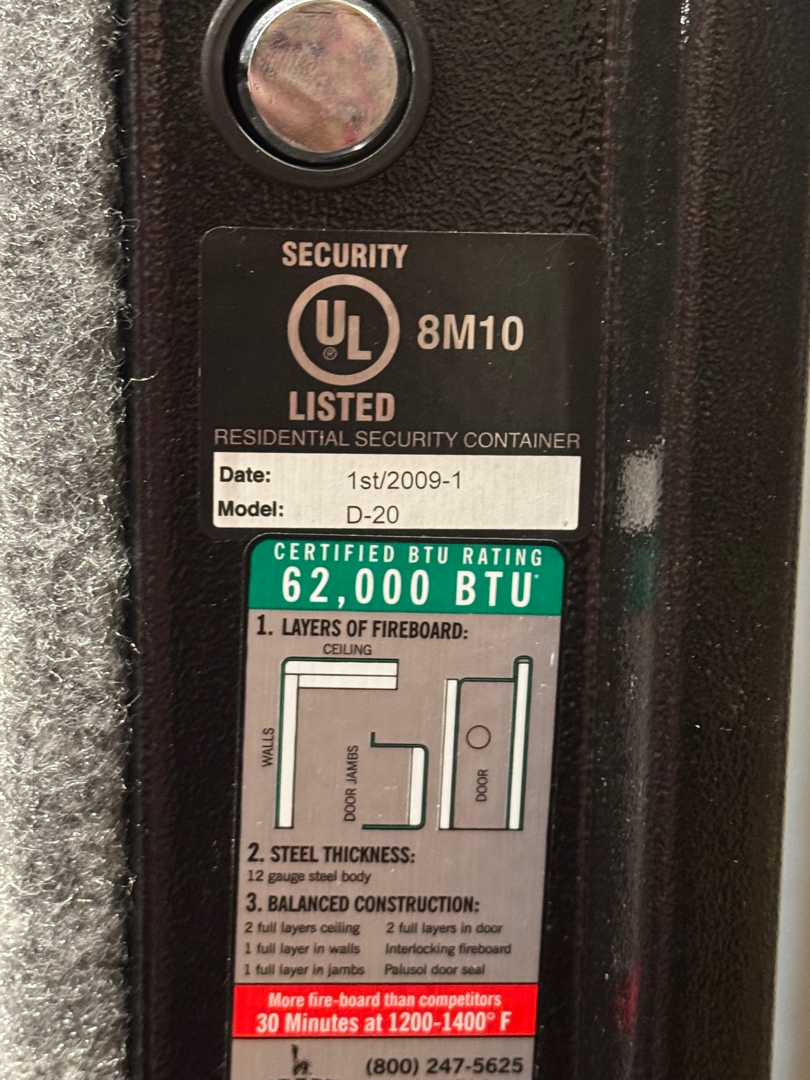 SECURITY
UL ® 8M10
LISTED
RESIDENTIAL SECURITY CONTAINER
Date: 1st/2009-1
Model: D-20
CERTIFIED BTU RATING
62,000 BTU*
1. LAYERS OF FIREBOARD:
CEILING
WALLS
DOOR JAMBS
DOOR
2. STEEL THICKNESS:
12 gauge steel body
3. BALANCED CONSTRUCTION:
2 full layers ceiling 2 full layers in door
1 full layer in walls Interlocking fireboard
1 full layer in jambs Palusol door seal
More fire-board than competitors
30 Minutes at 1200-1400° F
(800) 247-5625